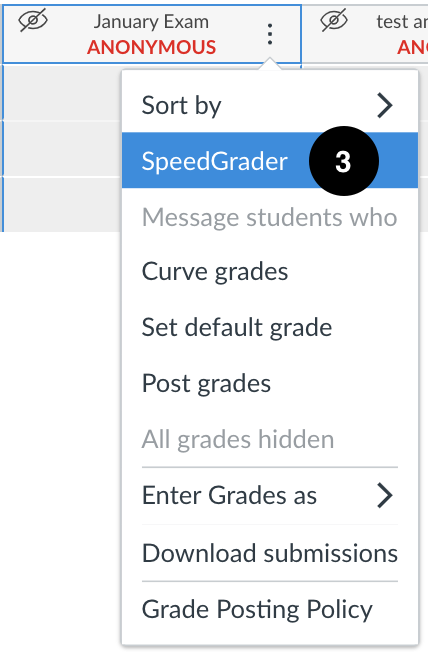 January Exam
ANONYMOUS
test an
AN
Sort by
SpeedGrader
3
Message students who
Curve grades
Set default grade
Post grades
All grades hidden
Enter Grades as
Download submissions
Grade Posting Policy